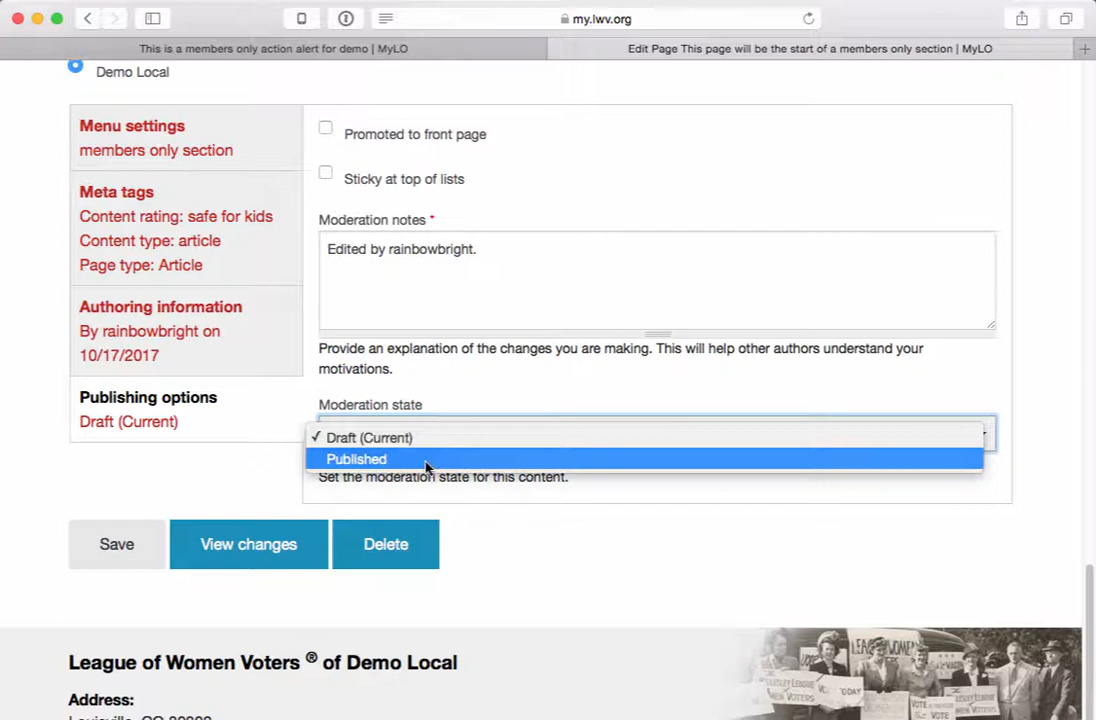 my.lwv.org
This is a members only action alert for demo | MyLO
Edit Page This page will be the start of a members only section | MyLO
Demo Local
Menu settings
members only section
Meta tags
Content rating: safe for kids
Content type: article
Page type: Article
Authoring information
By rainbowbright on
10/17/2017
Publishing options
Draft (Current)
Promoted to front page
Sticky at top of lists
Moderation notes *
Edited by rainbowbright.
Provide an explanation of the changes you are making. This will help other authors understand your
motivations.
Moderation state
✓ Draft (Current)
Published
Set the moderation state for this content.
Save
View changes
Delete
League of Women Voters ® of Demo Local
Address: